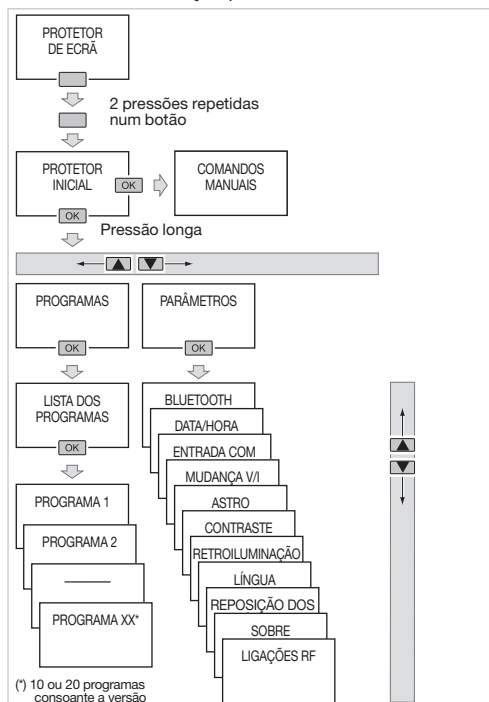 PROTETOR
DE ECRÃ
2 pressões repetidas
num botão
PROTETOR
INICIAL
OK
COMANDOS
MANUAIS
OK
Pressão longa
PROGRAMAS
OK
PARÂMETROS
OK
LISTA DOS
PROGRAMAS
OK
BLUETOOTH
DATA/HORA
ENTRADA COM
MUDANÇA V/I
ASTRO
CONTRASTE
RETROILUMINAÇÃO
LÍNGUA
REPOSIÇÃO DOS
SOBRE
LIGAÇÕES RF
PROGRAMA 1
PROGRAMA 2
PROGRAMA XX*
(*) 10 ou 20 programas
consoante a versão